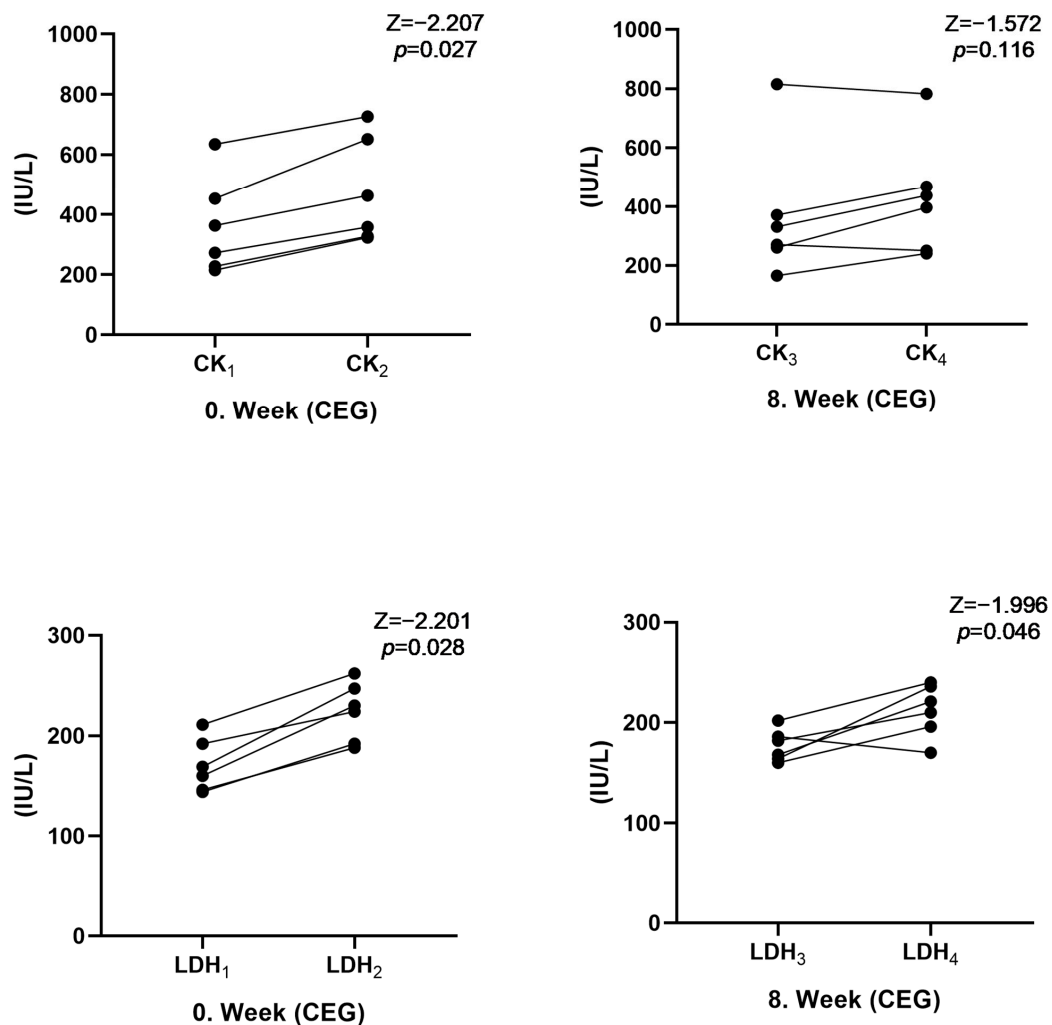 Z=−2.207
p=0.027
1000
800
600
400
200
0
(IU/L)
CK₁ CK₂
0. Week (CEG)
Z=−1.572
p=0.116
1000
800
600
400
200
0
(IU/L)
CK₃ CK₄
8. Week (CEG)
Z=−2.201
p=0.028
300
200
100
0
(IU/L)
LDH₁ LDH₂
0. Week (CEG)
Z=−1.996
p=0.046
300
200
100
0
(IU/L)
LDH₃ LDH₄
8. Week (CEG)